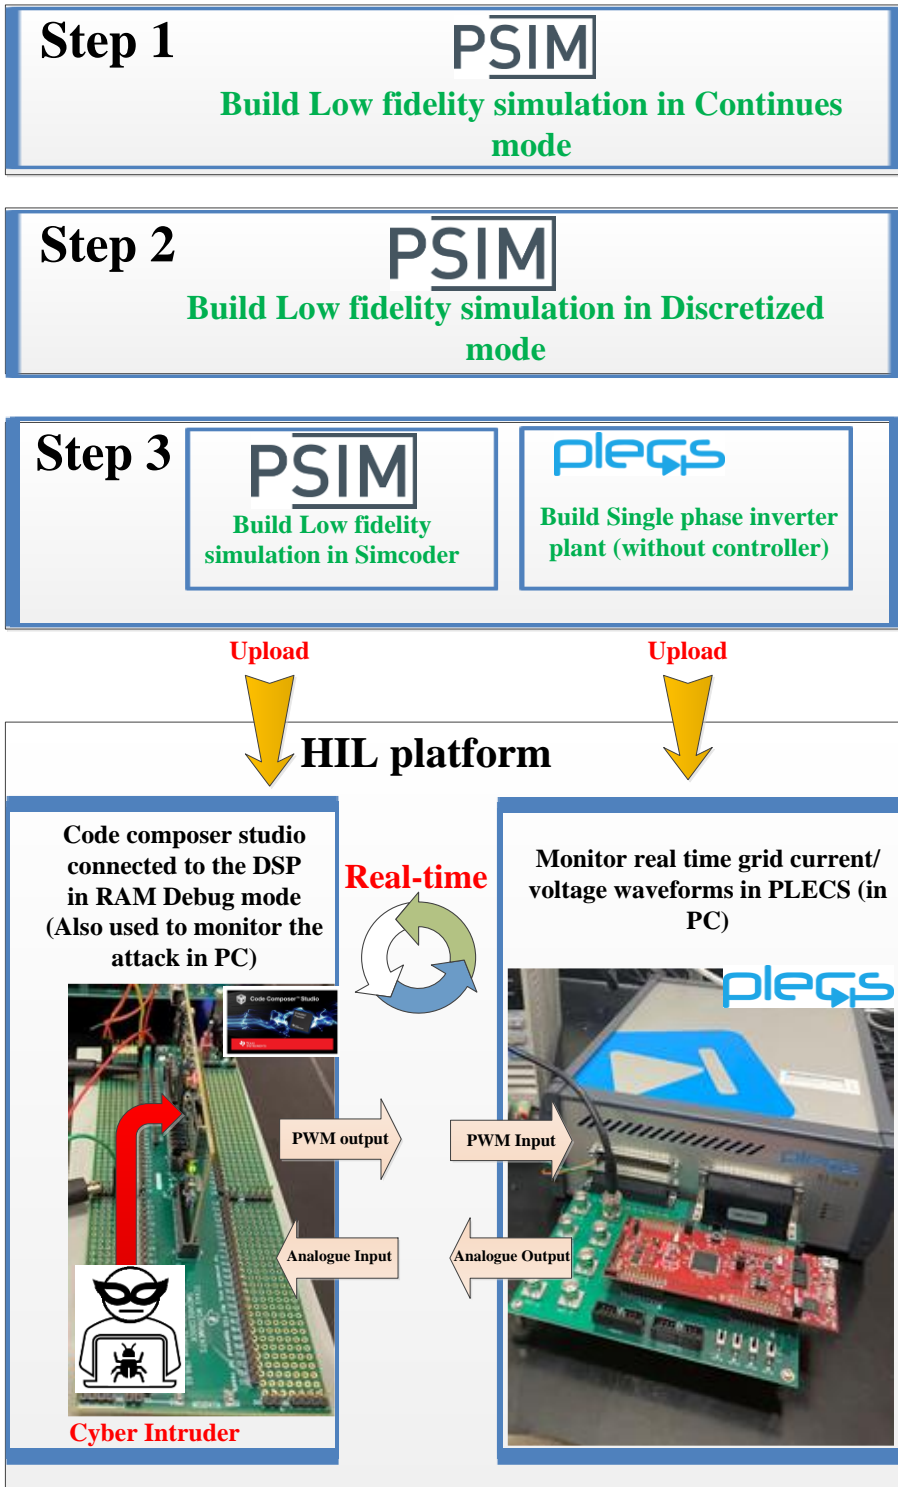 Step 1
PSIM
Build Low fidelity simulation in Continues
mode
Step 2
PSIM
Build Low fidelity simulation in Discretized
mode
Step 3
PSIM
Build Low fidelity
simulation in Simcoder
plecs
Build Single phase inverter
plant (without controller)
Upload
Upload
HIL platform
Code composer studio
connected to the DSP
in RAM Debug mode
(Also used to monitor the
attack in PC)
Real-time
Monitor real time grid current/
voltage waveforms in PLECS (in
PC)
Code Composer™ Studio
plecs
plecs
PWM output
PWM Input
Analogue Input
Analogue Output
Cyber Intruder